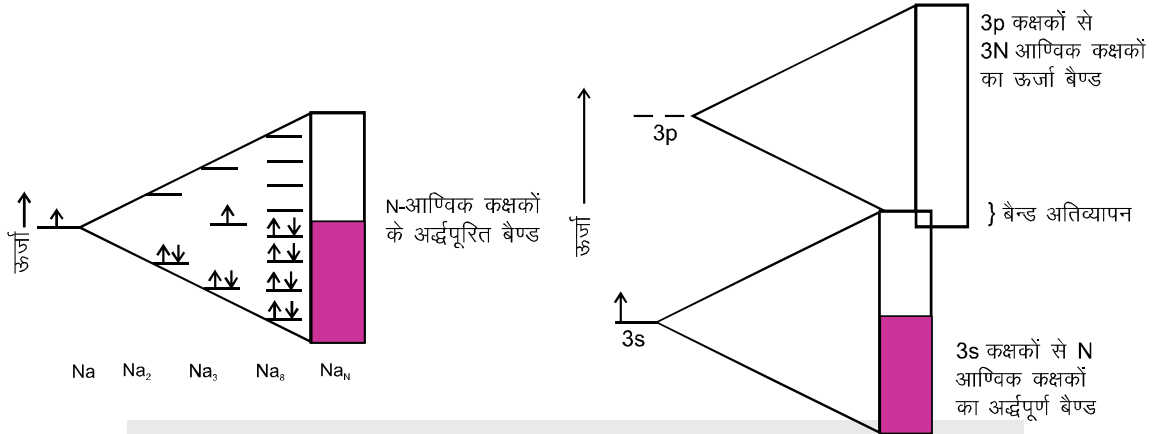 ऊर्जा
N-आण्विक कक्षकों
के अर्द्धपूरित बैण्ड
Na Na₂ Na₃ Na₈ Naₙ
3p कक्षकों से
3N आण्विक कक्षकों
का ऊर्जा बैण्ड
ऊर्जा
3p
} बैन्ड अतिव्यापन
3s
3s कक्षकों से N
आण्विक कक्षकों
का अर्द्धपूर्ण बैण्ड